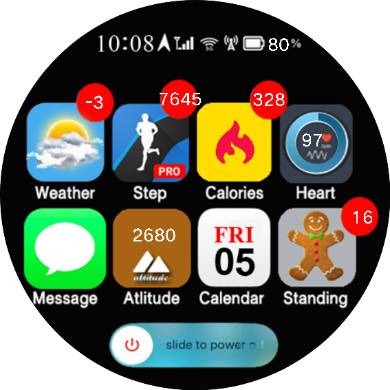 10:08 5G 80%
-3 7645 328
97
PRO
Weather Step Calories Heart
16
2680 FRI
altitude 05
Message Atlitude Calendar Standing
slide to power